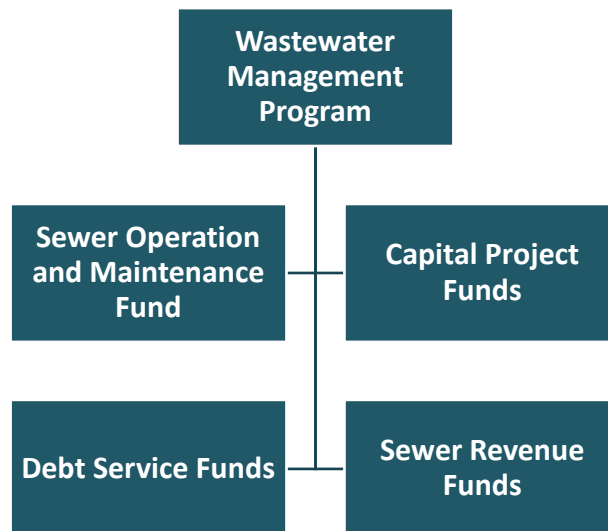 Wastewater
Management
Program
Sewer Operation
and Maintenance
Fund
Capital Project
Funds
Debt Service Funds
Sewer Revenue
Funds